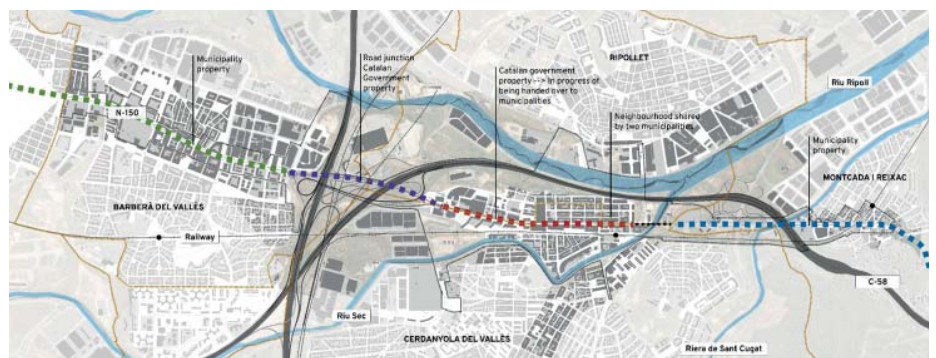 Municipality
property
Road junction
Catalan
Government
property
Catalan government
property --> In progress of
being handed over to
municipalities
RIPOLLET
Riu Ripoll
N-150
Neighbourhood shared
by two municipalities
Municipality
property
MONTCADA I REIXAC
BARBERÀ DEL VALLÈS
Railway
C-58
Riu Sec
CERDANYOLA DEL VALLÈS
Riera de Sant Cugat